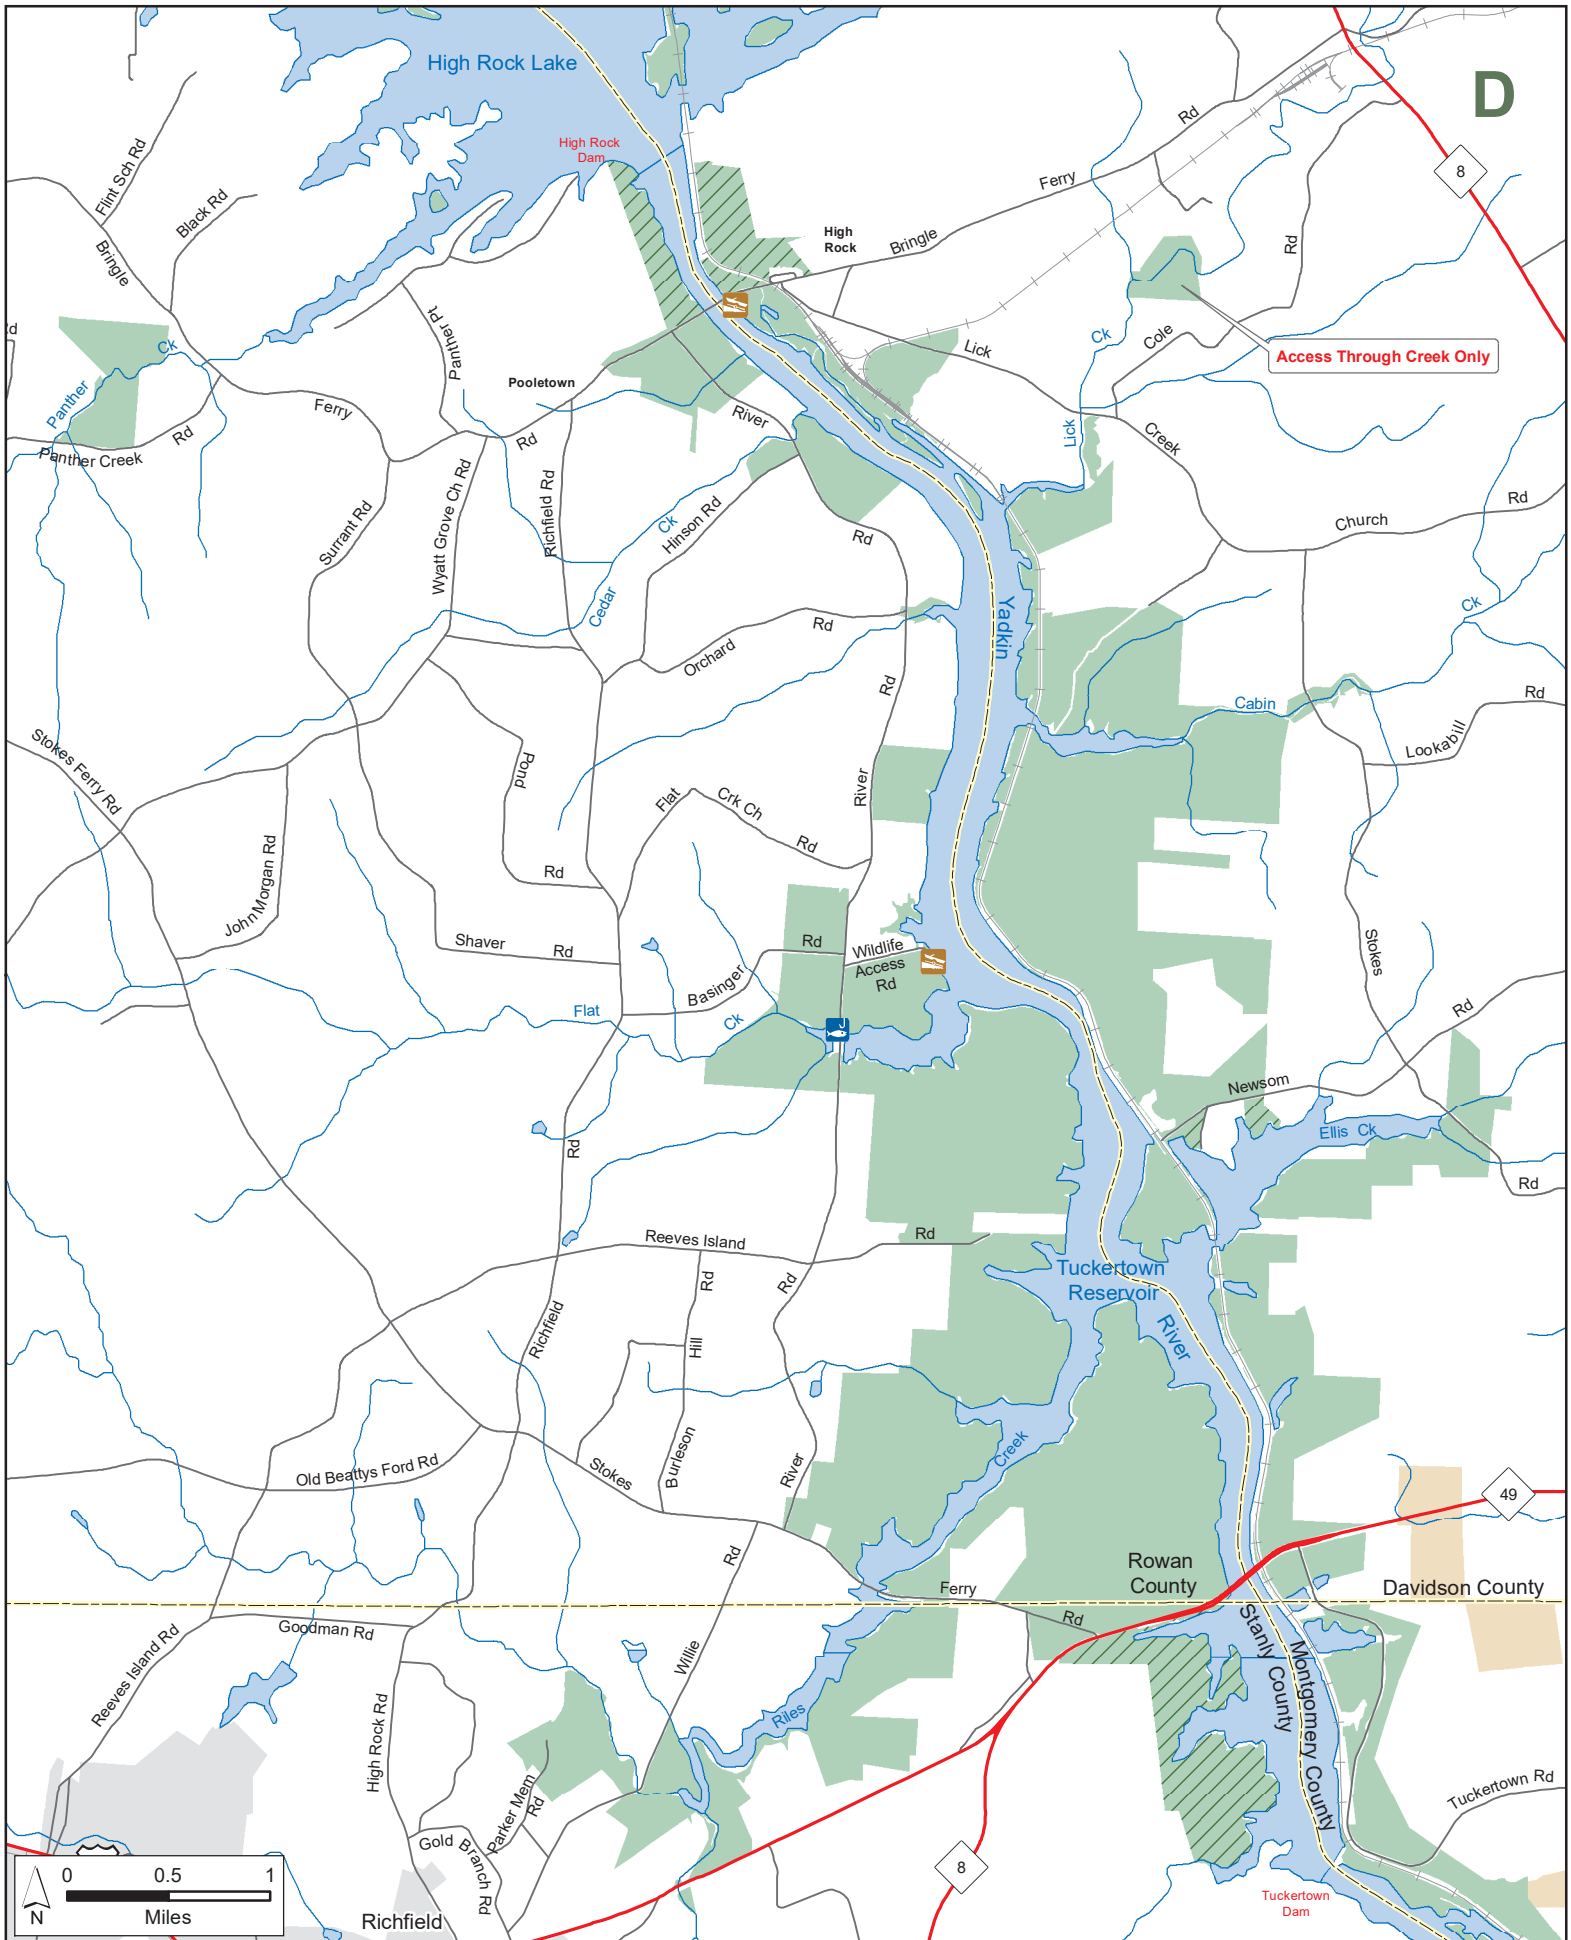 High Rock Lake
D
High Rock
Dam
8
Rd
Ferry
Flint Sch Rd
Black Rd
Bringle
High
Rock
Bringle
Rd
Ck
Panther
Panther Pt
Pooletown
Ferry
Rd
Panther Creek
Rd
River
Lick
Ck
Cole
Access Through Creek Only
Lick
Creek
Surrant Rd
Wyatt Grove Ch Rd
Richfield Rd
Ck
Hinson Rd
Rd
Church
Rd
Cedar
Orchard
Rd
Yadkin
Ck
Rd
Cabin
Rd
Lookabill
Stokes Ferry Rd
Pond
Rd
Flat
Crk Ch
Rd
River
John Morgan Rd
Shaver
Rd
Basinger
Rd
Wildlife
Access
Rd
Stokes
Flat
Ck
Rd
Newsom
Ellis Ck
Rd
Rd
Reeves Island
Rd
Tuckertown
Reservoir
River
Richfield
Rd
Hill
Burleson
Rd
River
Old Beattys Ford Rd
Stokes
Creek
49
Rowan
County
Davidson County
Rd
Ferry
Rd
Goodman Rd
Reeves Island Rd
Willie
Stanly County
Montgomery County
High Rock Rd
Riles
Parker Mem
Rd
Gold Branch Rd
Tuckertown Rd
8
Tuckertown
Dam
Richfield
0 0.5 1
Miles
N